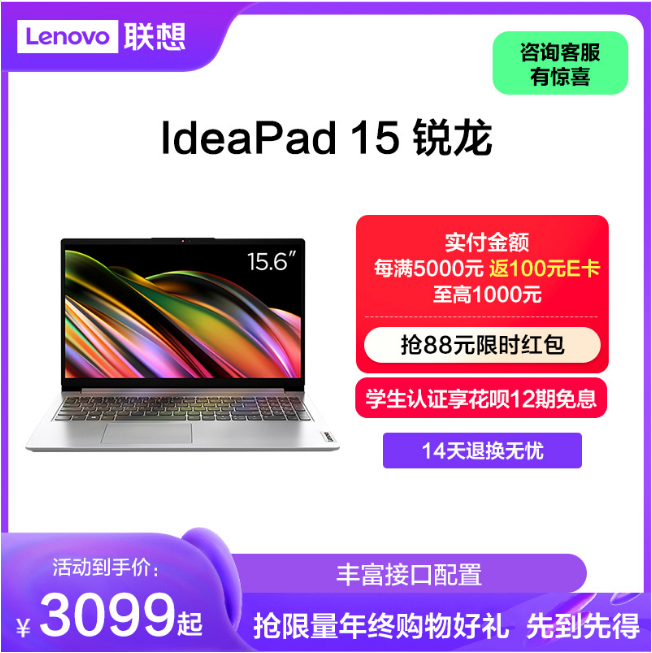 Lenovo 联想
咨询客服
有惊喜
IdeaPad 15 锐龙
15.6″
实付金额
每满5000元 返100元E卡
至高1000元
抢88元限时红包
学生认证享花呗12期免息
14天退换无忧
活动到手价：
¥ 3099起
丰富接口配置
抢限量年终购物好礼 先到先得